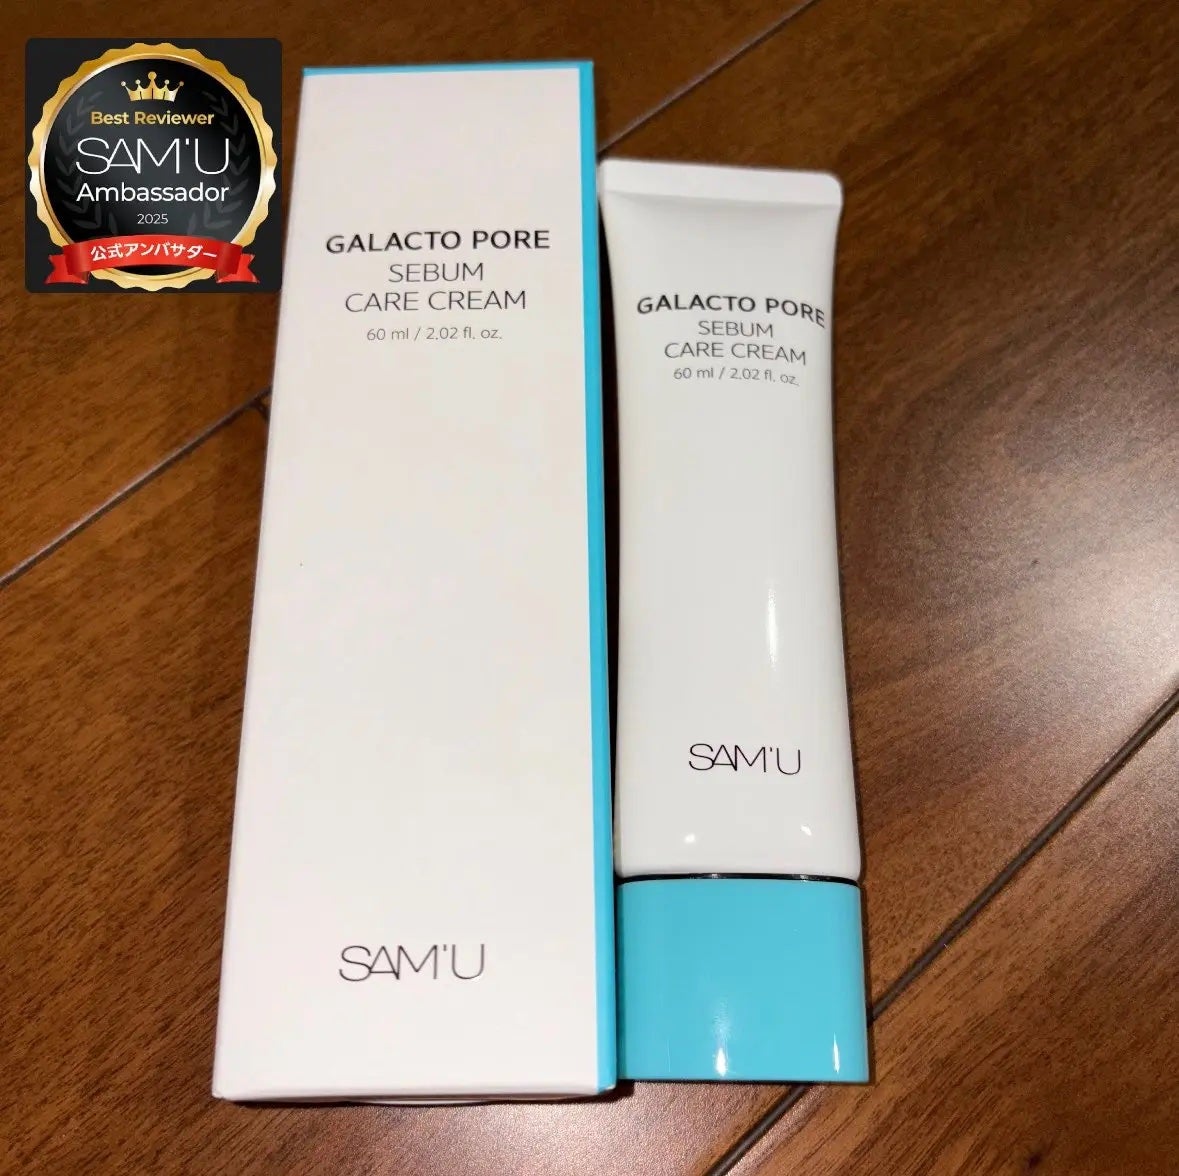 Best Reviewer
SAM'U
Ambassador
2025
公式アンバサダー
GALACTO PORE
SEBUM
CARE CREAM
60 ml / 2.02 fl. oz.
SAM'U
GALACTO PORE
SEBUM
CARE CREAM
60 ml / 2.02 fl. oz.
SAM'U